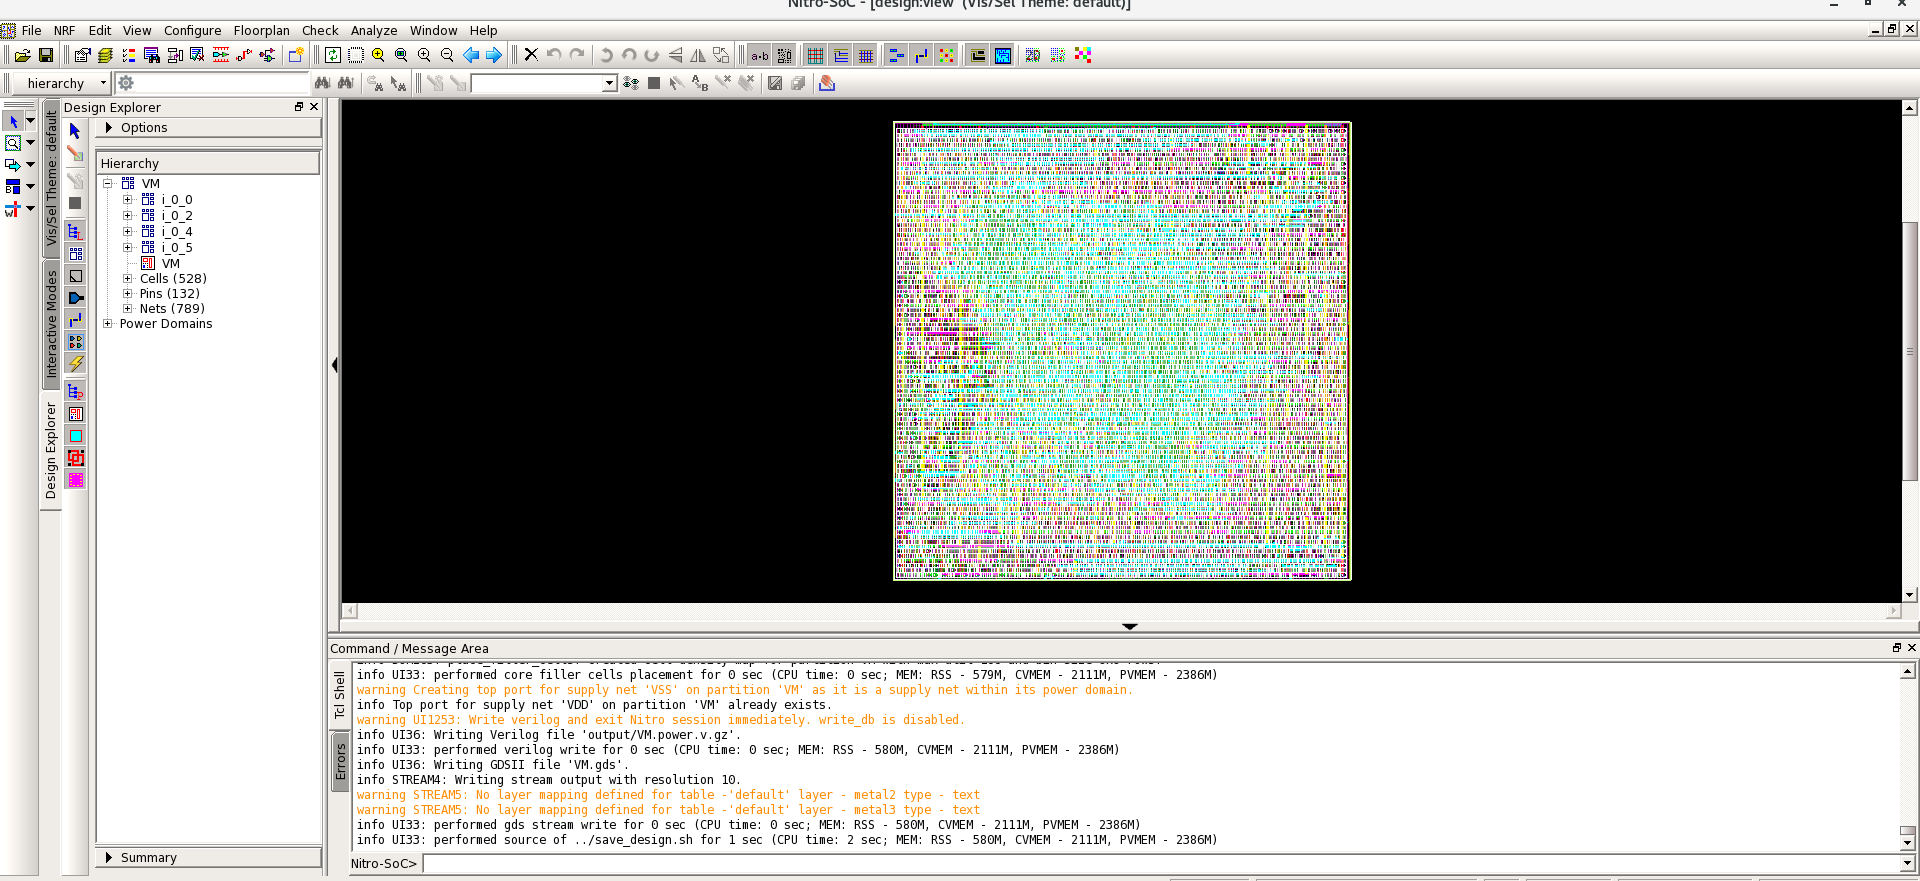 Nitro-SoC - [design:view (Vis/Sel Theme: default)]
File NRF Edit View Configure Floorplan Check Analyze Window Help
a-b
hierarchy
Design Explorer
Options
Vis/Sel Theme: default
Interactive Modes
Design Explorer
Hierarchy
VM
i_0_0
i_0_2
i_0_4
i_0_5
VM
Cells (528)
Pins (132)
Nets (789)
Power Domains
Summary
Command / Message Area
Tcl Shell
Errors
info UI33: performed core filler cells placement for 0 sec (CPU time: 0 sec; MEM: RSS - 579M, CVMEM - 2111M, PVMEM - 2386M)
warning Creating top port for supply net 'VSS' on partition 'VM' as it is a supply net within its power domain.
info Top port for supply net 'VDD' on partition 'VM' already exists.
warning UI1253: Write verilog and exit Nitro session immediately. write_db is disabled.
info UI36: Writing Verilog file 'output/VM.power.v.gz'.
info UI33: performed verilog write for 0 sec (CPU time: 0 sec; MEM: RSS - 580M, CVMEM - 2111M, PVMEM - 2386M)
info UI36: Writing GDSII file 'VM.gds'.
info STREAM4: Writing stream output with resolution 10.
warning STREAM5: No layer mapping defined for table -'default' layer - metal2 type - text
warning STREAM5: No layer mapping defined for table -'default' layer - metal3 type - text
info UI33: performed gds stream write for 0 sec (CPU time: 0 sec; MEM: RSS - 580M, CVMEM - 2111M, PVMEM - 2386M)
info UI33: performed source of ../save_design.sh for 1 sec (CPU time: 2 sec; MEM: RSS - 580M, CVMEM - 2111M, PVMEM - 2386M)
Nitro-SoC>